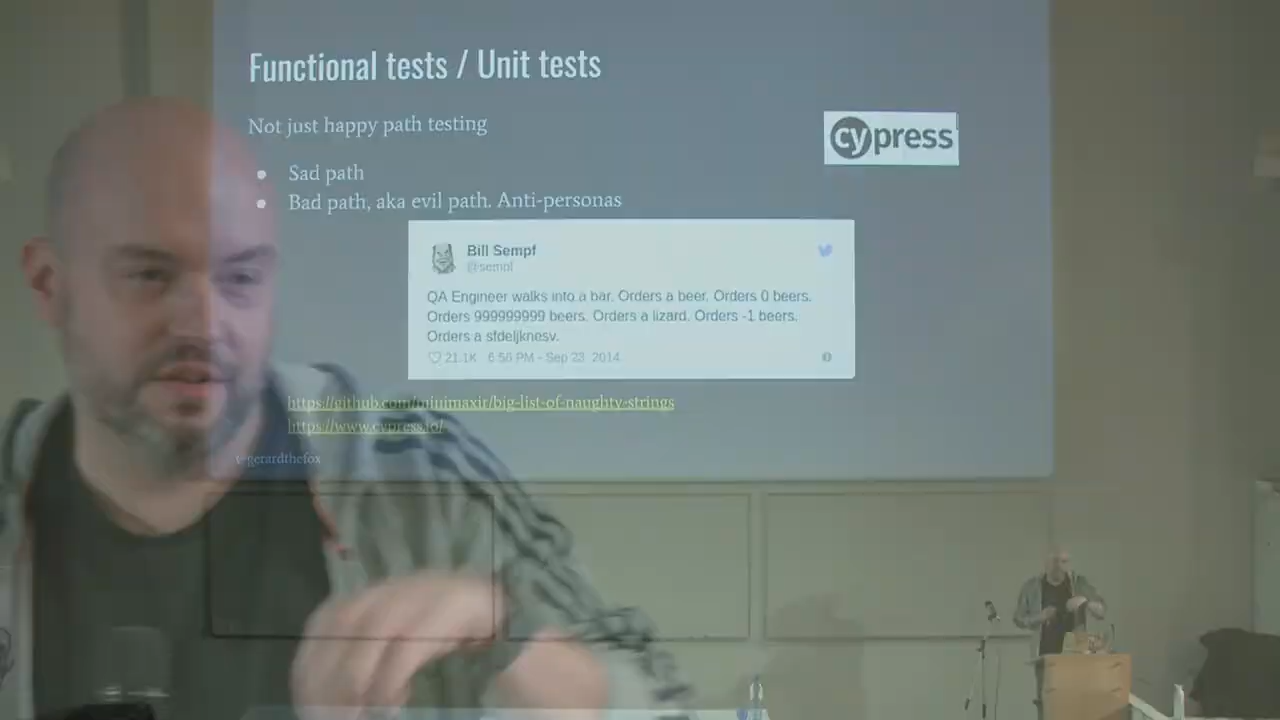 Functional tests / Unit tests
Not just happy path testing
cypress
Sad path
Bad path, aka evil path. Anti-personas
Bill Sempf
@sempf
QA Engineer walks into a bar. Orders a beer. Orders 0 beers.
Orders 999999999 beers. Orders a lizard. Orders -1 beers.
Orders a sfdeljknesv.
21.1K 6:56 PM - Sep 23, 2014
https://github.com/minimaxir/big-list-of-naughty-strings
https://www.cypress.io/
@gerardthefox